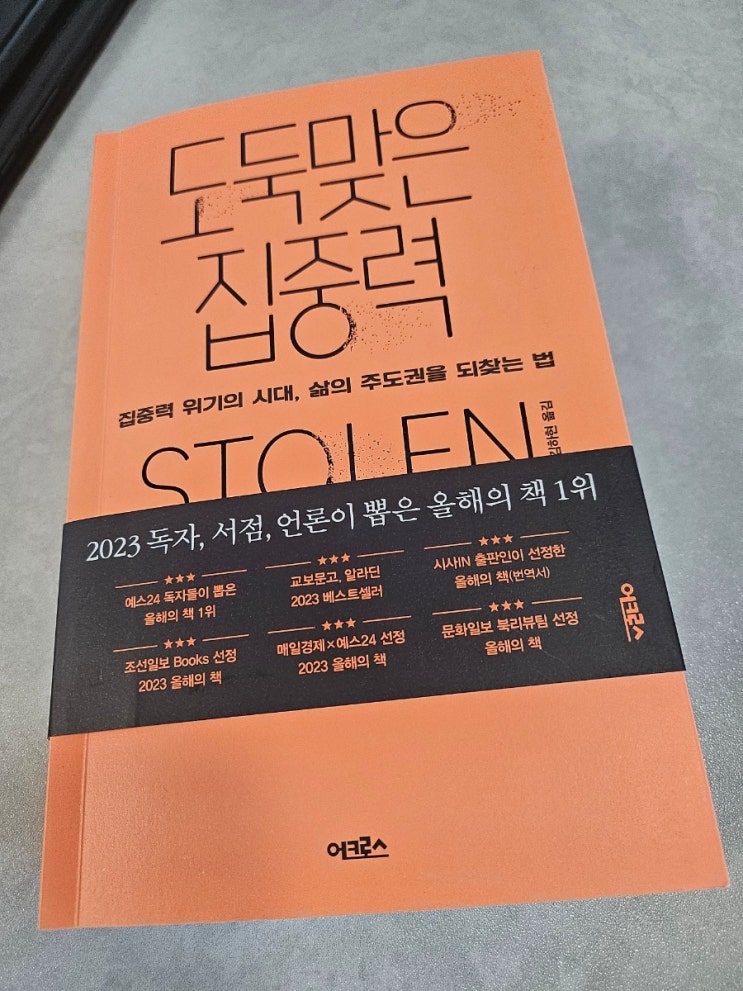 도둑맞은
집중력
집중력 위기의 시대, 삶의 주도권을 되찾는 법
STOLEN
김하현 옮김
2023 독자, 서점, 언론이 뽑은 올해의 책 1위
★★★
예스24 독자들이 뽑은
올해의 책 1위
★★★
교보문고, 알라딘
2023 베스트셀러
★★★
시사IN 출판인이 선정한
올해의 책(번역서)
★★★
조선일보 Books 선정
2023 올해의 책
★★★
매일경제×예스24 선정
2023 올해의 책
★★★
문화일보 북리뷰팀 선정
올해의 책
어크로스
어크로스